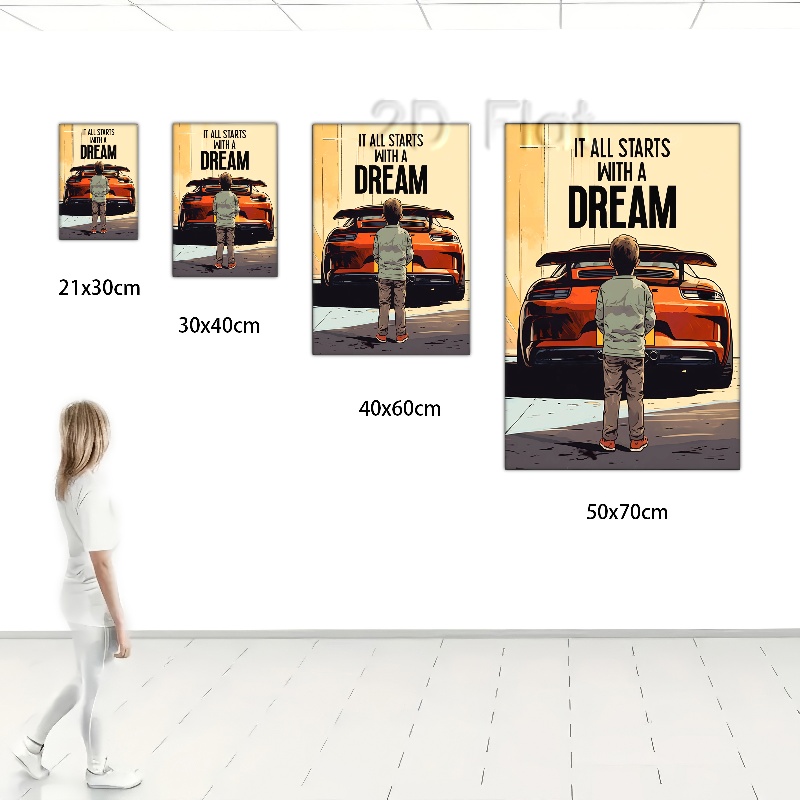 2D Flat
IT ALL STARTS
WITH A
DREAM
IT ALL STARTS
WITH A
DREAM
IT ALL STARTS
WITH A
DREAM
IT ALL STARTS
WITH A
DREAM
21x30cm
30x40cm
40x60cm
50x70cm